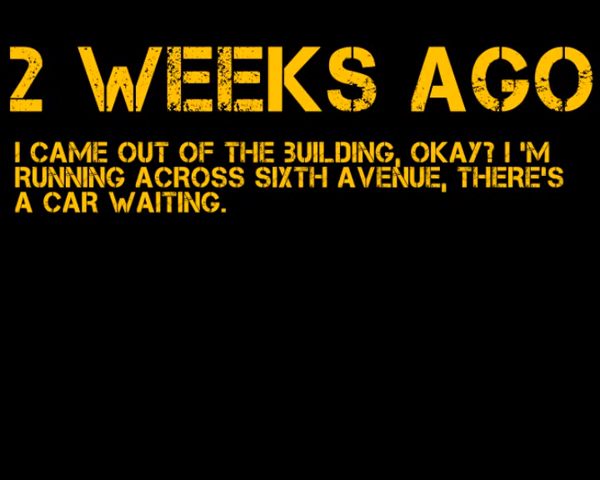 2 WEEKS AGO
I CAME OUT OF THE BUILDING, OKAY? I 'M
RUNNING ACROSS SIXTH AVENUE, THERE'S
A CAR WAITING.